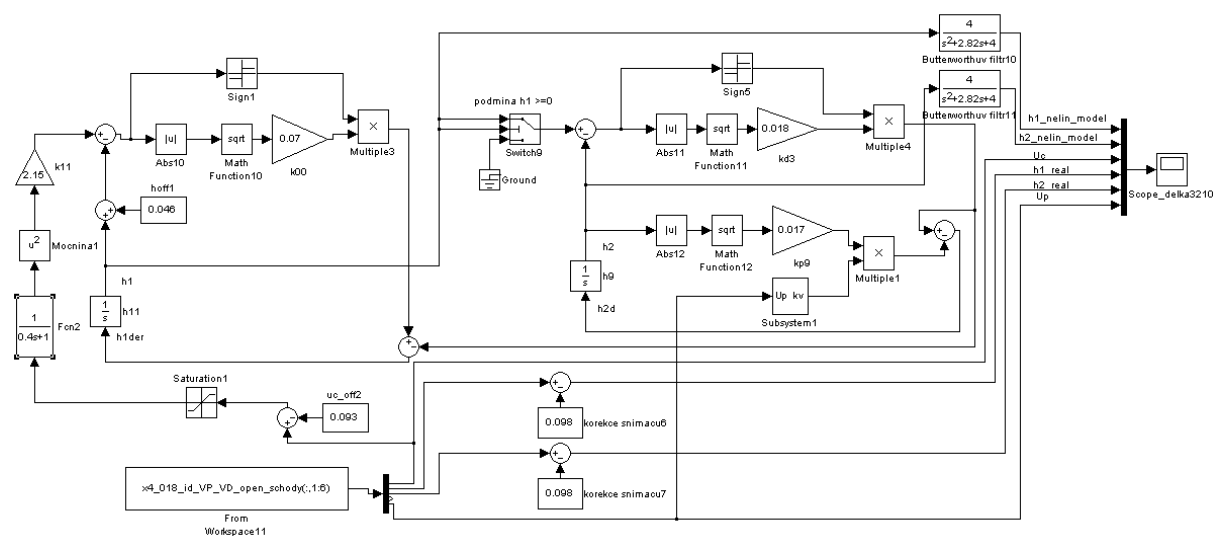 4
s²+2.82s+4
Butterworthuv filtr10
4
s²+2.82s+4
Butterworthuv filtr11
Sign1
Sign5
podmina h1 >=0
2.15
k11
|u|
Abs10
sqrt
Math
Function10
0.07
k00
×
Multiple3
Switch9
Ground
|u|
Abs11
sqrt
Math
Function11
0.018
kd3
×
Multiple4
h1_nelin_model
h2_nelin_model
Uc
h1_real
h2_real
Up
Scope_delka3210
hoff1
0.046
u²
Mocnina1
h1
1
s
h11
h1der
1
0.4s+1
Fcn2
h2
1
s
h9
h2d
|u|
Abs12
sqrt
Math
Function12
0.017
kp9
×
Multiple1
Up kv
Subsystem1
Saturation1
uc_off2
0.093
0.098
korekce snimacu6
0.098
korekce snimacu7
x4_018_id_VP_VD_open_schody(:,1:6)
From
Workspace11